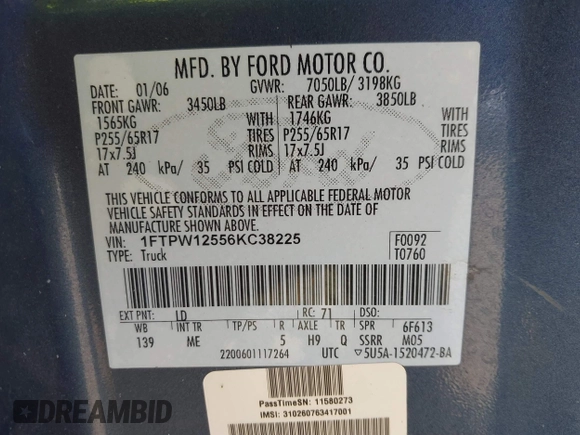 MFD. BY FORD MOTOR CO.
DATE: 01/06 GVWR: 7050LB/ 3198KG
FRONT GAWR: 3450LB REAR GAWR: 3850LB
1565KG WITH 1746KG WITH
P255/65R17 TIRES P255/65R17 TIRES
17x7.5J RIMS 17x7.5J RIMS
AT 240 kPa/ 35 PSI COLD AT 240 kPa/ 35 PSI COLD
THIS VEHICLE CONFORMS TO ALL APPLICABLE FEDERAL MOTOR
VEHICLE SAFETY STANDARDS IN EFFECT ON THE DATE OF
MANUFACTURE SHOWN ABOVE.
VIN: 1FTPW12556KC38225 F0092
TYPE: Truck T0760
EXT PNT: LD RC: 71 DSO:
WB INT TR TP/PS R AXLE TR SPR 6F613
139 ME 5 H9 Q SSRR M05
2200601117264 UTC 5U5A-1520472-BA
PassTimeSN: 11580273
IMSI: 310260763417001
DREAMBID